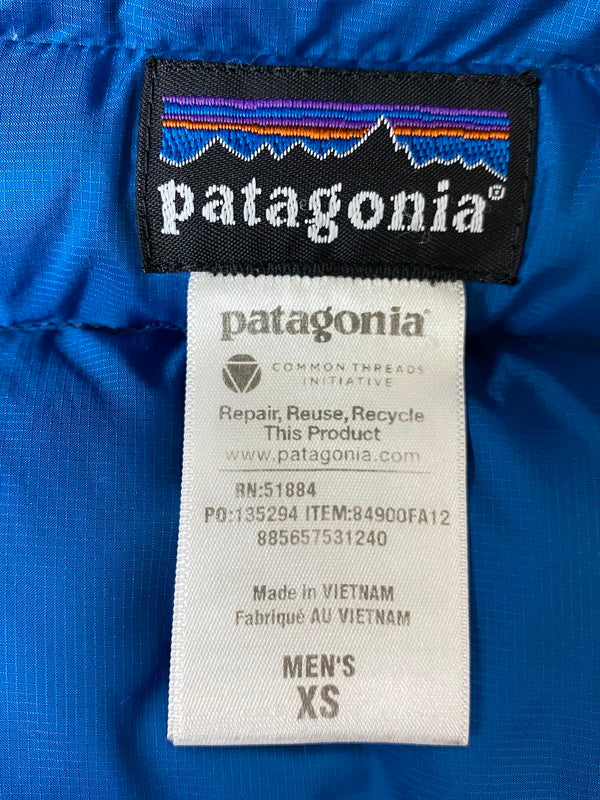 patagonia®
patagonia®
COMMON THREADS
INITIATIVE
Repair, Reuse, Recycle
This Product
www.patagonia.com
RN:51884
PO:135294 ITEM:84900FA12
885657531240
Made in VIETNAM
Fabriqué AU VIETNAM
MEN'S
XS